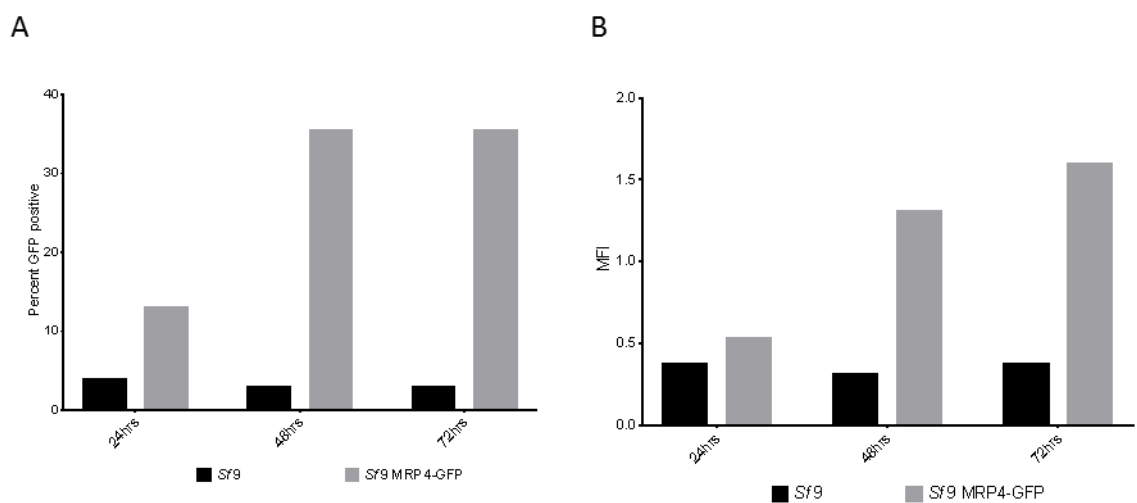 A
B
40
30
20
10
0
Percent GFP positive
24hrs
48hrs
72hrs
Sf9
Sf9 MRP4-GFP
2.0
1.5
1.0
0.5
0.0
MFI
24hrs
48hrs
72hrs
Sf9
Sf9 MRP4-GFP